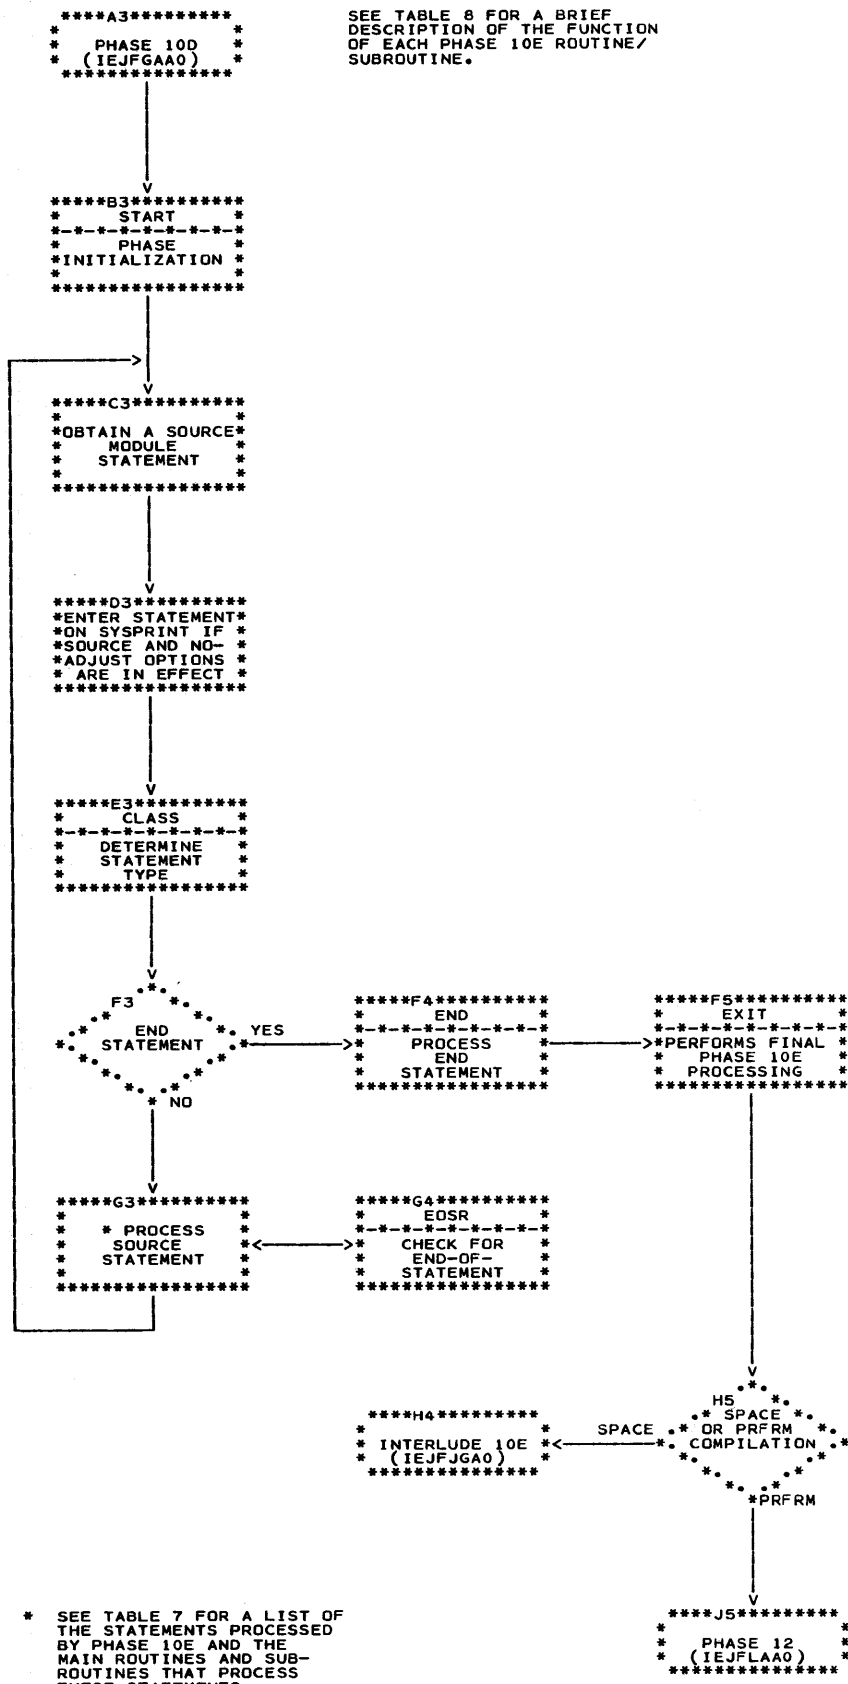 ****A3*********
PHASE 10D
(IEJFGAA0)
SEE TABLE 8 FOR A BRIEF
DESCRIPTION OF THE FUNCTION
OF EACH PHASE 10E ROUTINE/
SUBROUTINE.
*****B3**********
START
PHASE
INITIALIZATION
*****C3**********
OBTAIN A SOURCE
MODULE
STATEMENT
*****D3**********
ENTER STATEMENT
ON SYSPRINT IF
SOURCE AND NO-
ADJUST OPTIONS
ARE IN EFFECT
*****E3**********
CLASS
DETERMINE
STATEMENT
TYPE
F3
END
STATEMENT
YES
NO
*****F4**********
END
PROCESS
END
STATEMENT
*****F5**********
EXIT
PERFORMS FINAL
PHASE 10E
PROCESSING
*****G3**********
* PROCESS
SOURCE
STATEMENT
*****G4**********
EOSR
CHECK FOR
END-OF-
STATEMENT
H5
SPACE
OR PRFRM
COMPILATION
SPACE
PRFRM
****H4*********
INTERLUDE 10E
(IEJFJGA0)
****J5*********
PHASE 12
(IEJFLAA0)
* SEE TABLE 7 FOR A LIST OF
THE STATEMENTS PROCESSED
BY PHASE 10E AND THE
MAIN ROUTINES AND SUB-
ROUTINES THAT PROCESS